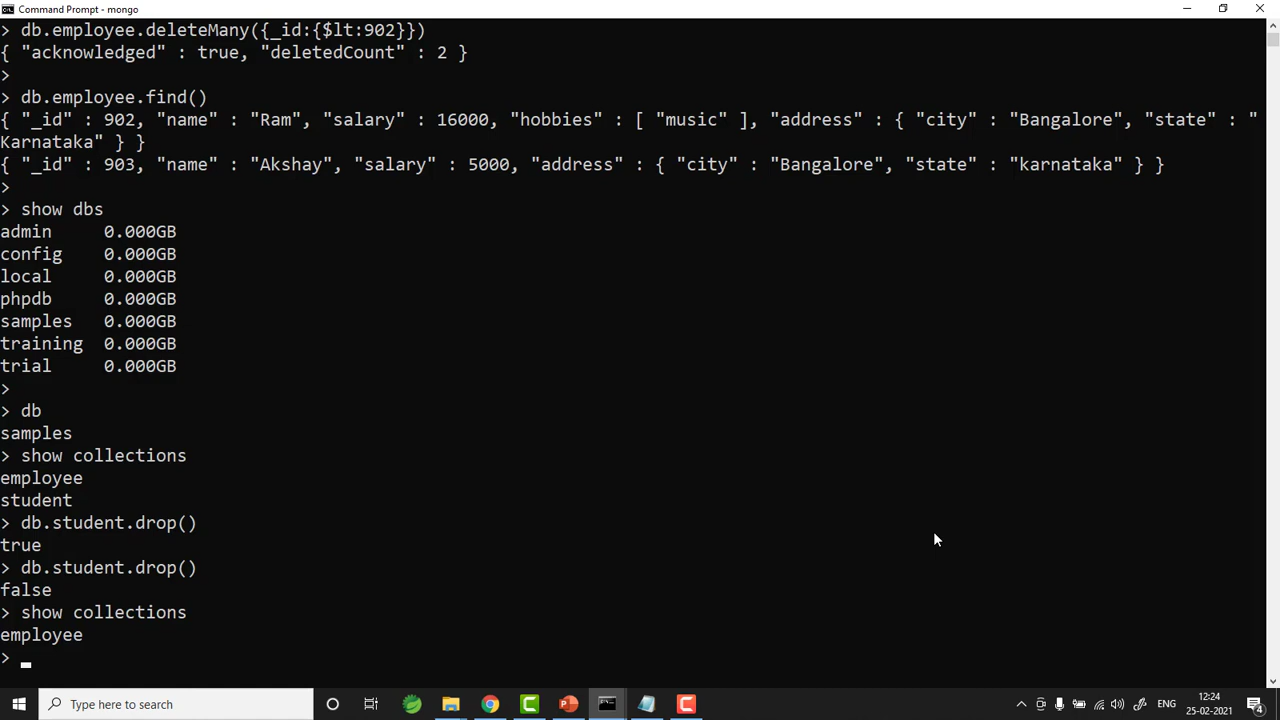 Command Prompt - mongo
> db.employee.deleteMany({_id:{$lt:902}})
{ "acknowledged" : true, "deletedCount" : 2 }
>
> db.employee.find()
{ "_id" : 902, "name" : "Ram", "salary" : 16000, "hobbies" : [ "music" ], "address" : { "city" : "Bangalore", "state" : "
Karnataka" } }
{ "_id" : 903, "name" : "Akshay", "salary" : 5000, "address" : { "city" : "Bangalore", "state" : "karnataka" } }
>
> show dbs
admin     0.000GB
config    0.000GB
local     0.000GB
phpdb     0.000GB
samples   0.000GB
training  0.000GB
trial     0.000GB
>
> db
samples
> show collections
employee
student
> db.student.drop()
true
> db.student.drop()
false
> show collections
employee
>
Type here to search
ENG
12:24
25-02-2021
4